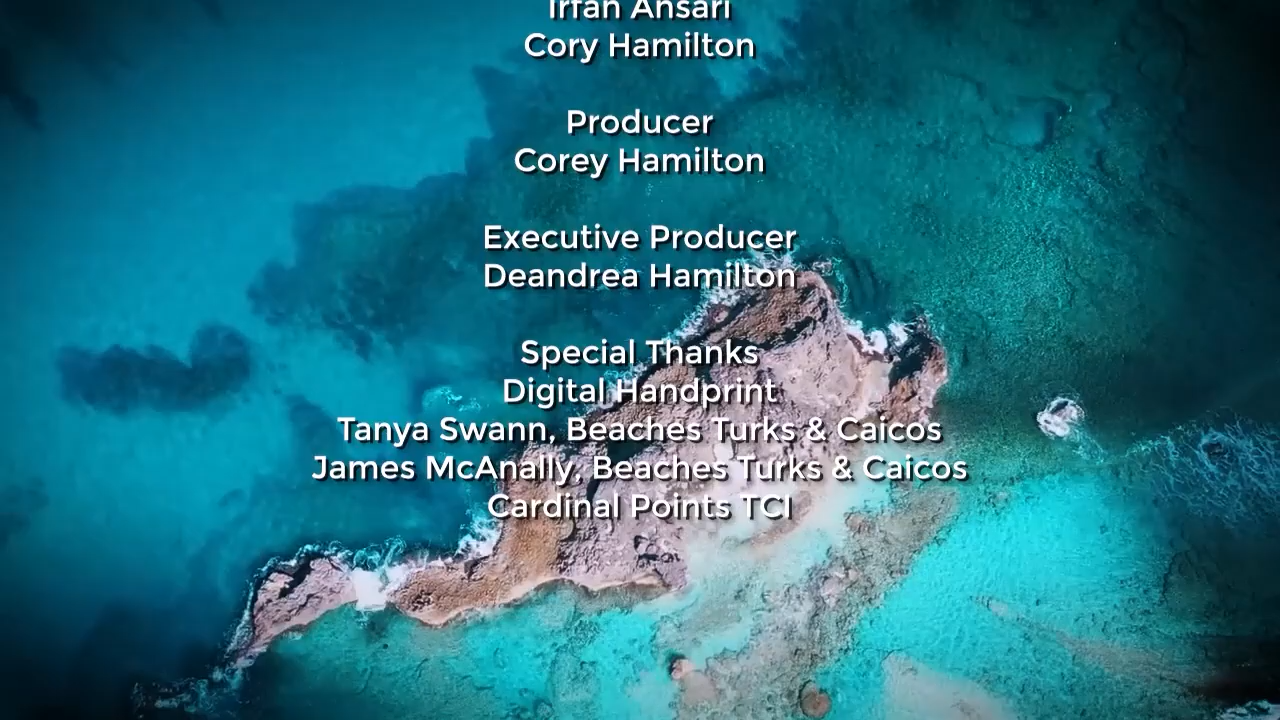 Irfan Ansari
Cory Hamilton
Producer
Corey Hamilton
Executive Producer
Deandrea Hamilton
Special Thanks
Digital Handprint
Tanya Swann, Beaches Turks & Caicos
James McAnally, Beaches Turks & Caicos
Cardinal Points TCI